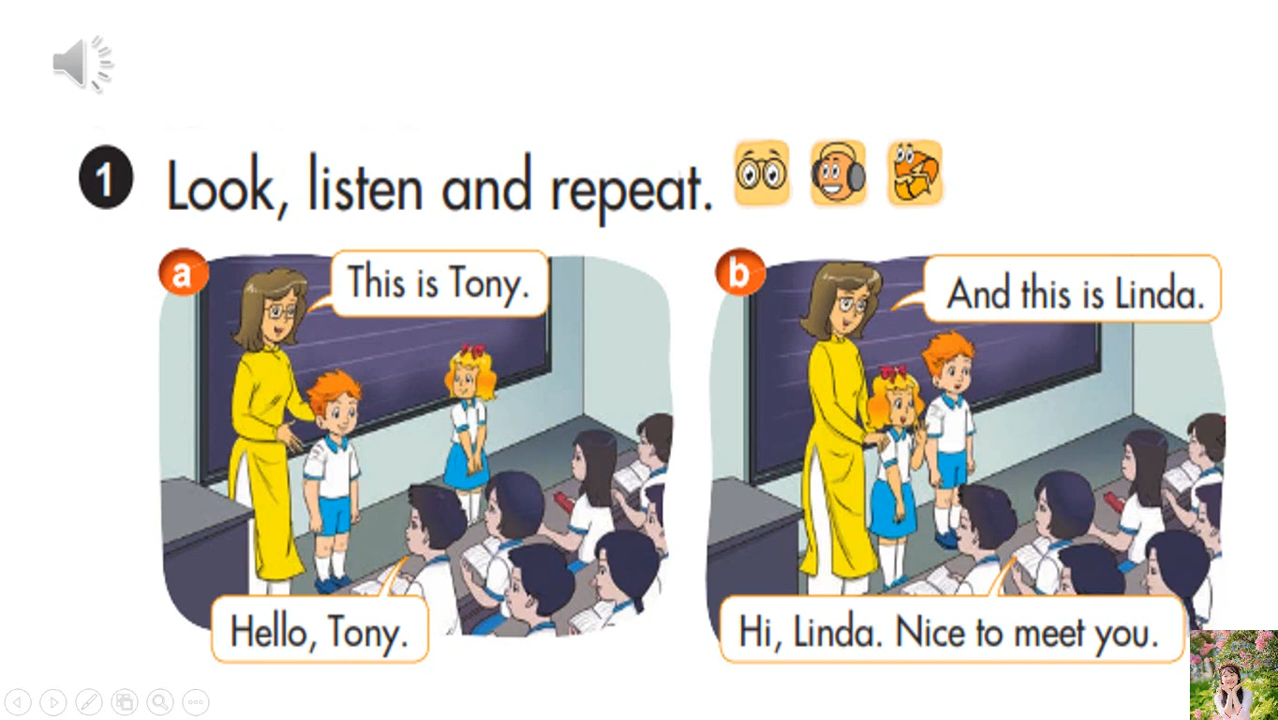 1 Look, listen and repeat.
a
This is Tony.
Hello, Tony.
b
And this is Linda.
Hi, Linda. Nice to meet you.